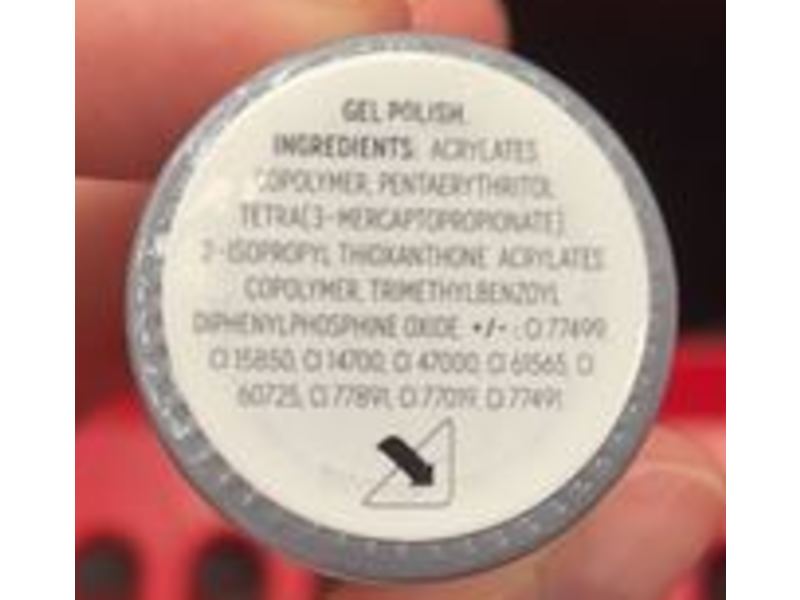 GEL POLISH
INGREDIENTS: ACRYLATES
COPOLYMER, PENTAERYTHRITOL
TETRA(3-MERCAPTOPROPIONATE)
2-ISOPROPYL THIOXANTHONE ACRYLATES
COPOLYMER, TRIMETHYLBENZOYL
DIPHENYLPHOSPHINE OXIDE +/- : CI 77499,
CI 15850, CI 14700, CI 47000, CI 61565, CI
60725, CI 77891, CI 77019, CI 77491